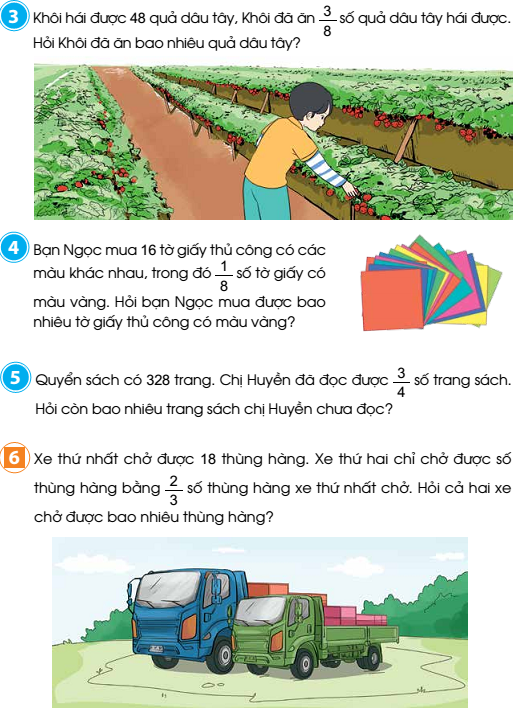 3 Khôi hái được 48 quả dâu tây, Khôi đã ăn 3/8 số quả dâu tây hái được.
Hỏi Khôi đã ăn bao nhiêu quả dâu tây?
4 Bạn Ngọc mua 16 tờ giấy thủ công có các
màu khác nhau, trong đó 1/8 số tờ giấy có
màu vàng. Hỏi bạn Ngọc mua được bao
nhiêu tờ giấy thủ công có màu vàng?
5 Quyển sách có 328 trang. Chị Huyền đã đọc được 3/4 số trang sách.
Hỏi còn bao nhiêu trang sách chị Huyền chưa đọc?
6 Xe thứ nhất chở được 18 thùng hàng. Xe thứ hai chỉ chở được số
thùng hàng bằng 2/3 số thùng hàng xe thứ nhất chở. Hỏi cả hai xe
chở được bao nhiêu thùng hàng?